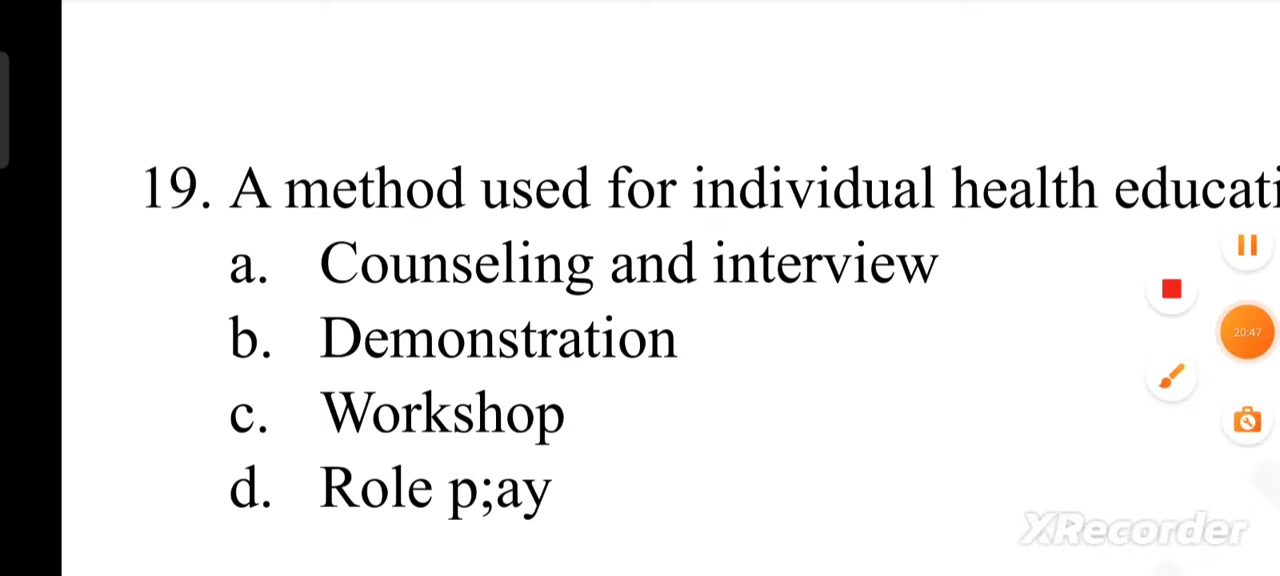 19. A method used for individual health educati
a. Counseling and interview
b. Demonstration
c. Workshop
d. Role p;ay
20:47
XRecorder